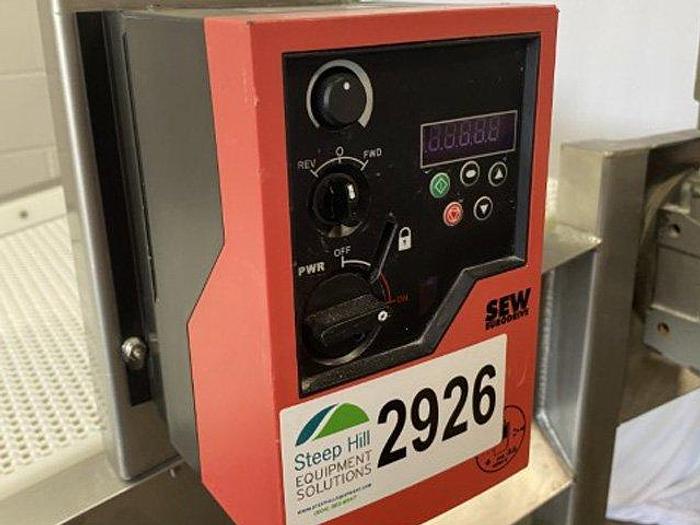 REV O FWD
OFF
PWR
ON
SEW
EURODRIVE
2926
Steep Hill
EQUIPMENT
SOLUTIONS